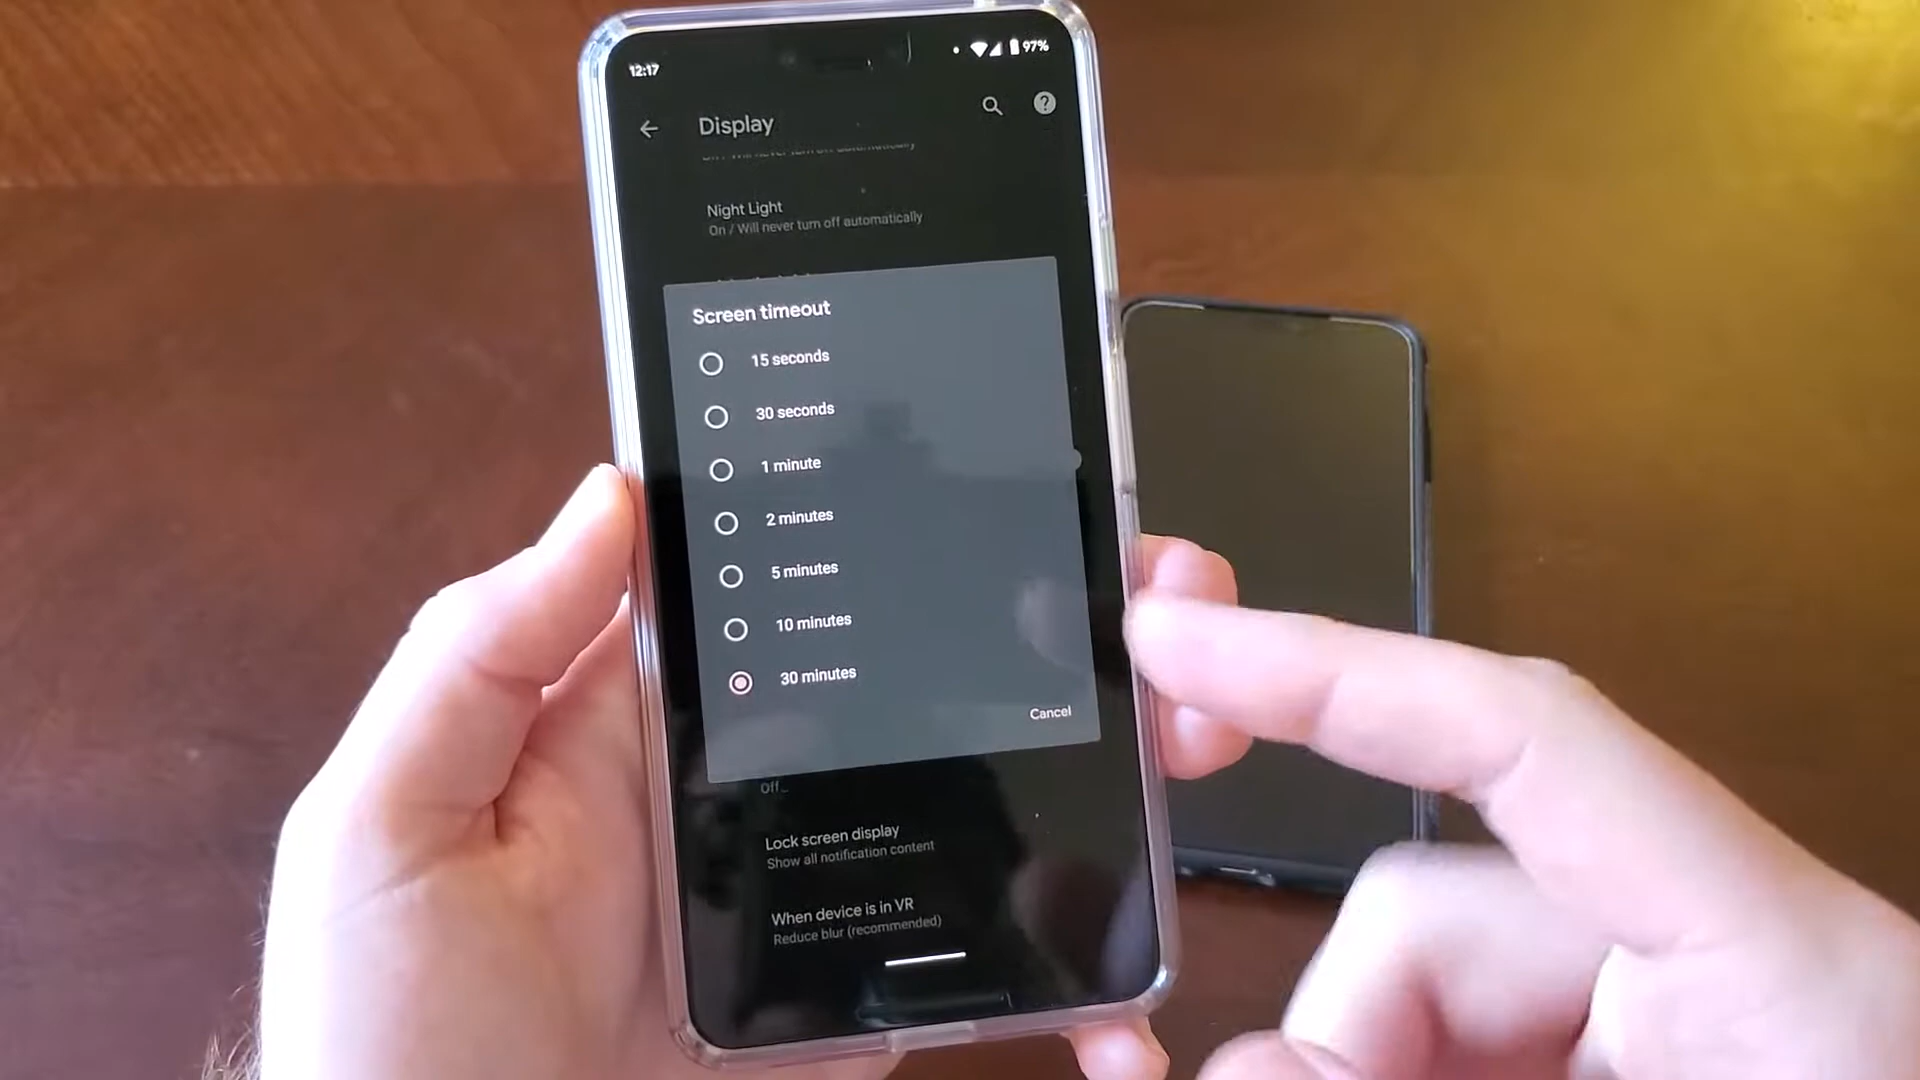 12:17
97%
Display
Night Light
On / Will never turn off automatically
Screen timeout
15 seconds
30 seconds
1 minute
2 minutes
5 minutes
10 minutes
30 minutes
Cancel
Off
Lock screen display
Show all notification content
When device is in VR
Reduce blur (recommended)